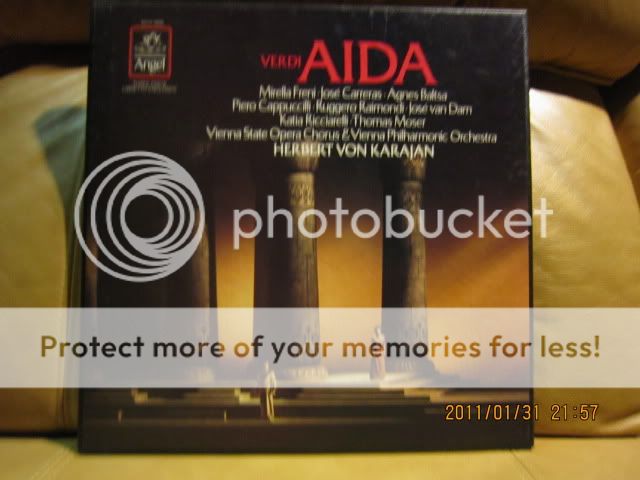 VERDI AIDA
Angel
Mirella Freni · José Carreras · Agnes Baltsa
Piero Cappuccilli · Ruggero Raimondi · José van Dam
Katia Ricciarelli · Thomas Moser
Vienna State Opera Chorus & Vienna Philharmonic Orchestra
HERBERT VON KARAJAN
photobucket
Protect more of your memories for less!
2011/01/31 21:57